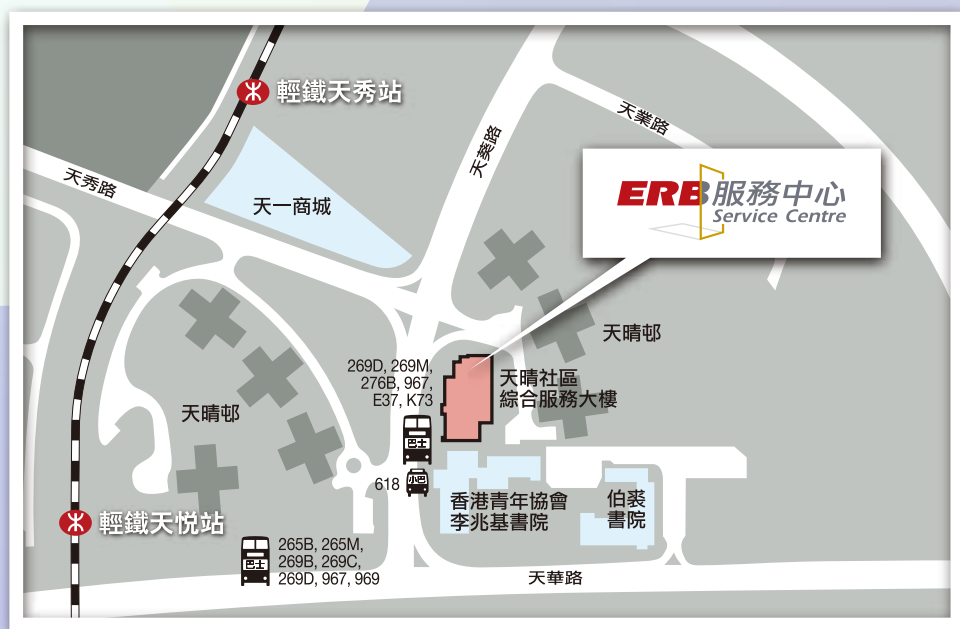 輕鐵天秀站
天業路
天葵路
天秀路
ERB服務中心
Service Centre
天一商城
天晴邨
269D, 269M,
276B, 967,
E37, K73
天晴社區
綜合服務大樓
天晴邨
巴士
小巴
618
香港青年協會
李兆基書院
伯裘
書院
輕鐵天悦站
巴士
265B, 265M,
269B, 269C,
269D, 967, 969
天華路